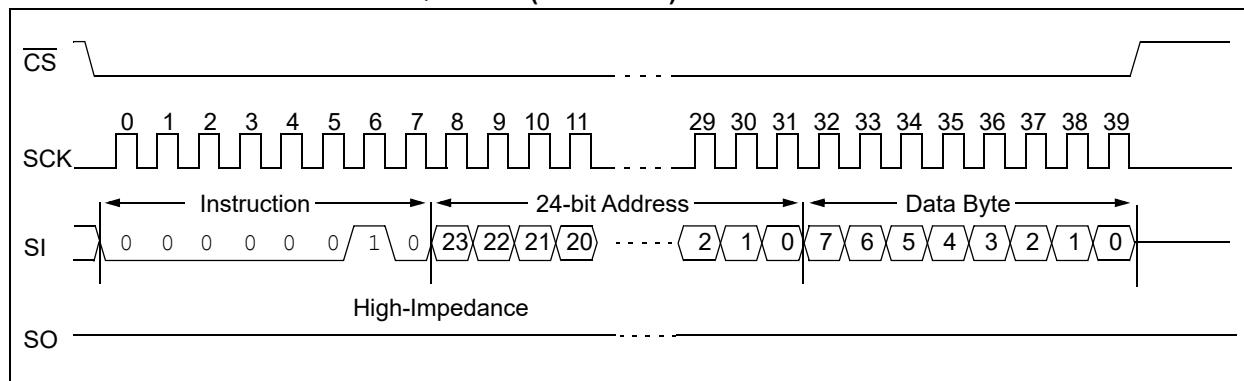 CS
0 1 2 3 4 5 6 7 8 9 10 11 29 30 31 32 33 34 35 36 37 38 39
SCK
Instruction 24-bit Address Data Byte
SI 0 0 0 0 0 0 1 0 23 22 21 20 2 1 0 7 6 5 4 3 2 1 0
High-Impedance
SO